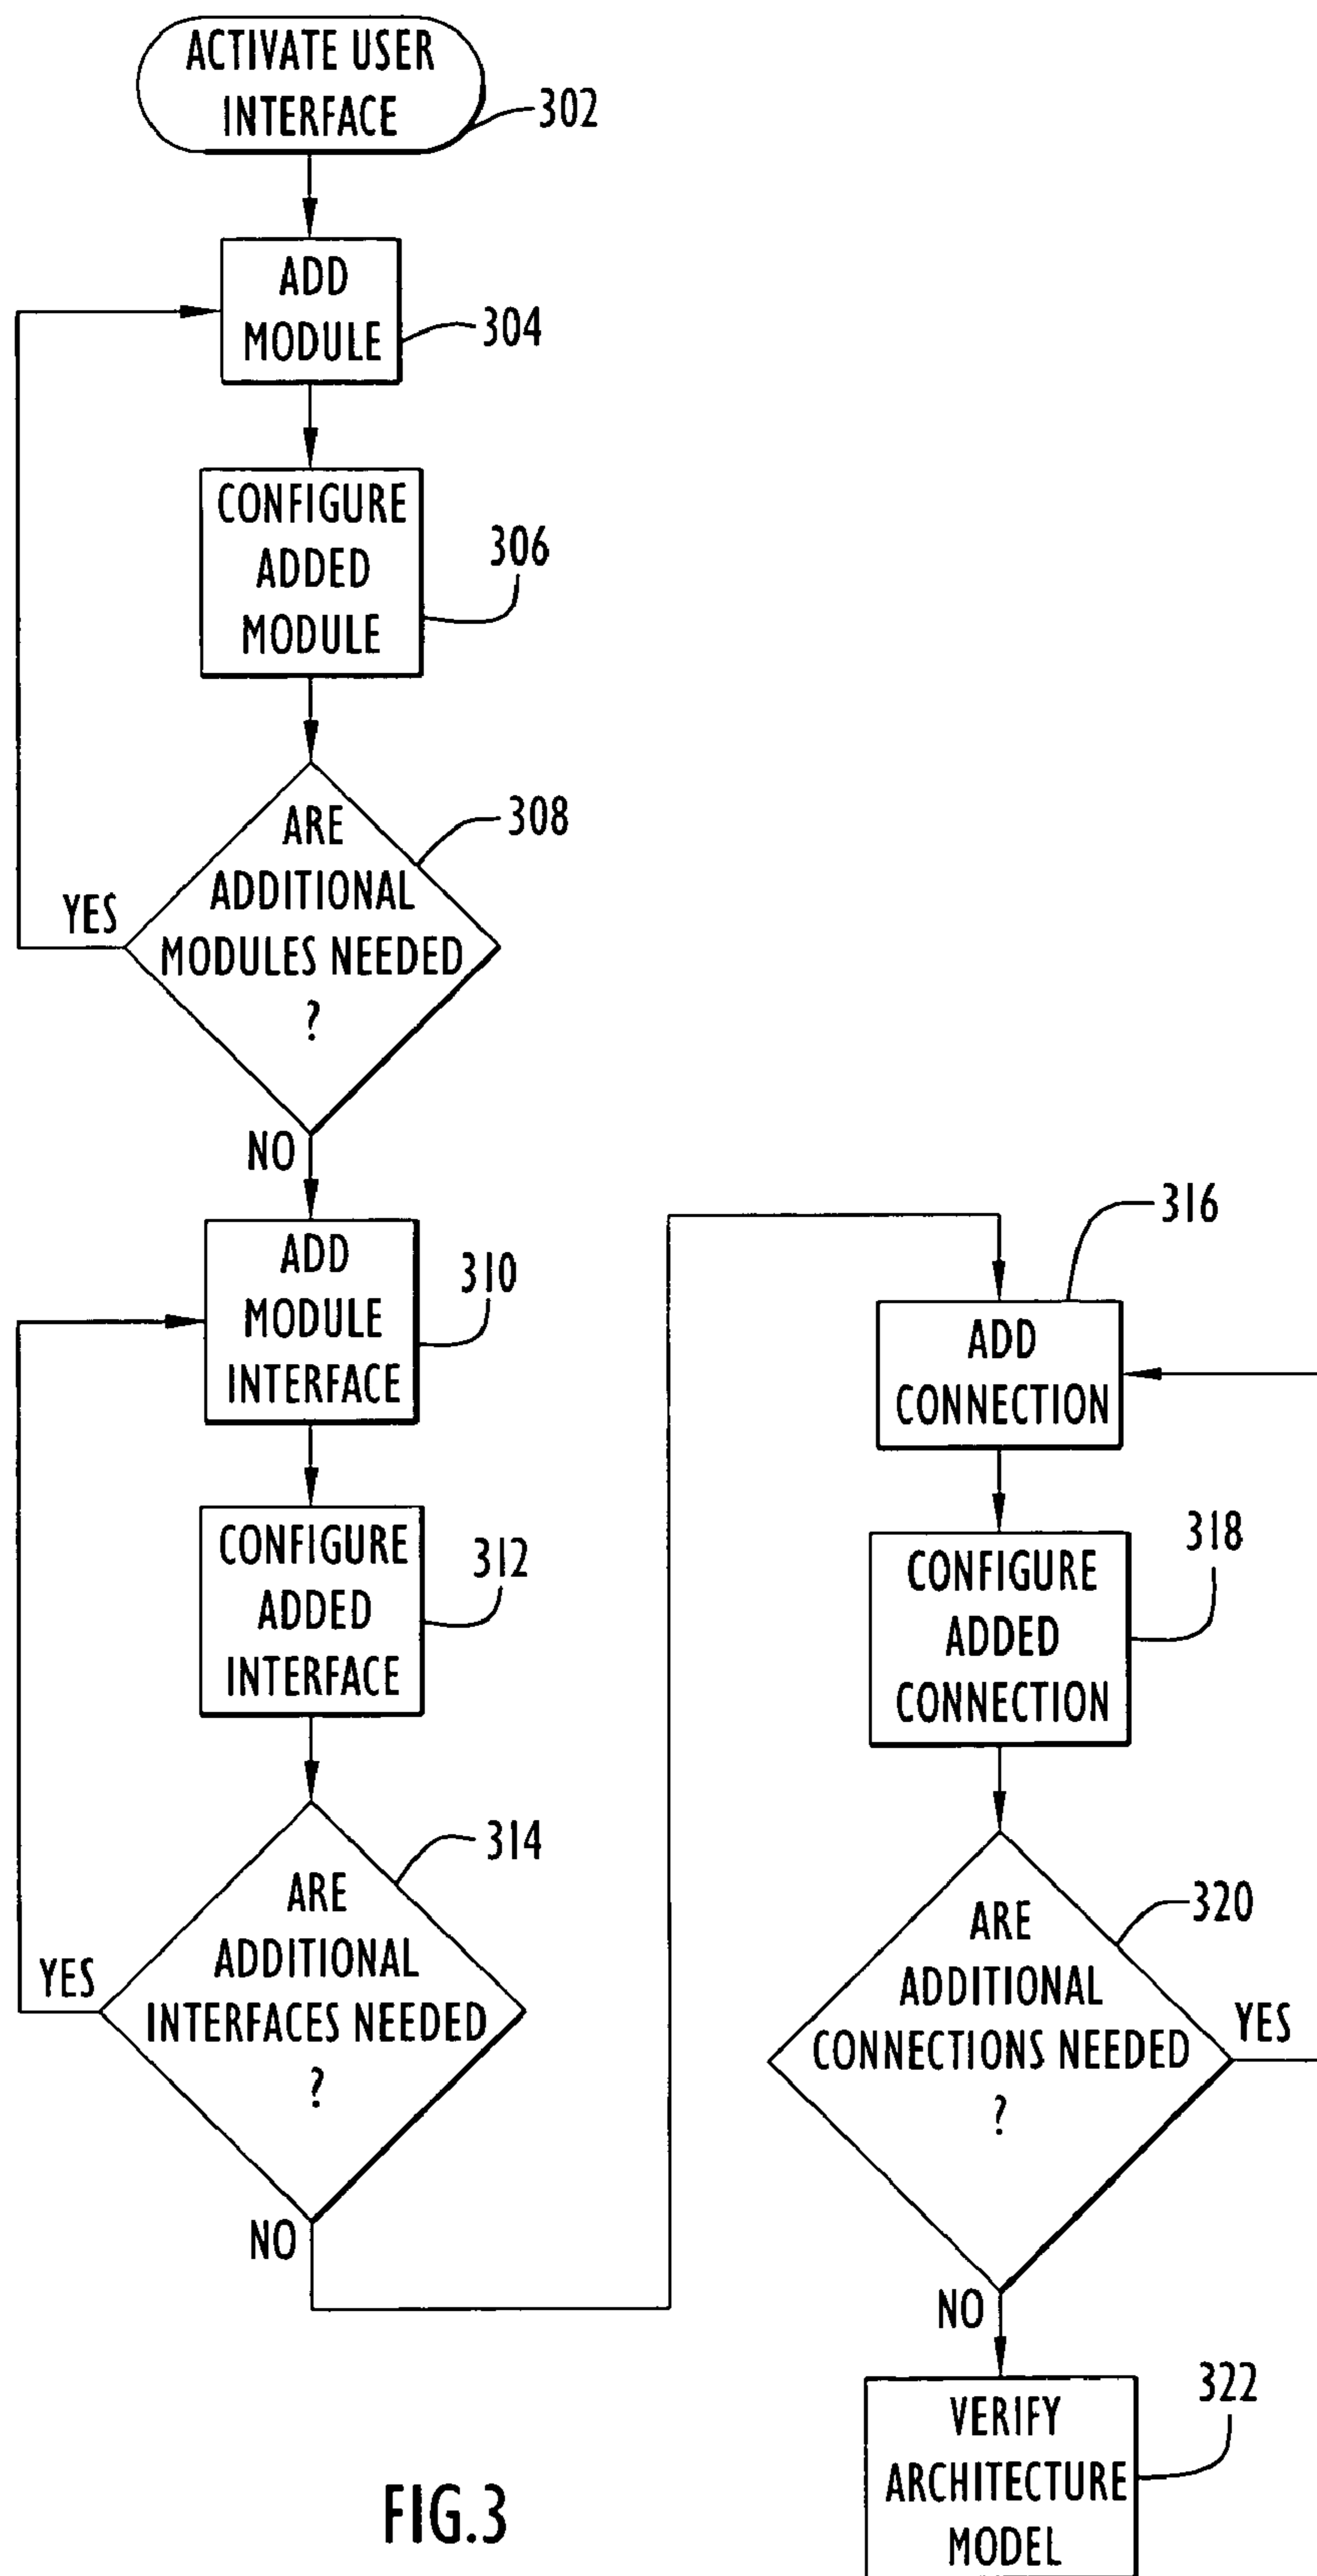 ACTIVATE USER
INTERFACE
302
ADD
MODULE
304
CONFIGURE
ADDED
MODULE
306
ARE
ADDITIONAL
MODULES NEEDED
?
308
YES
NO
ADD
MODULE
INTERFACE
310
CONFIGURE
ADDED
INTERFACE
312
ARE
ADDITIONAL
INTERFACES NEEDED
?
314
YES
NO
ADD
CONNECTION
316
CONFIGURE
ADDED
CONNECTION
318
ARE
ADDITIONAL
CONNECTIONS NEEDED
?
320
YES
NO
VERIFY
ARCHITECTURE
MODEL
322
FIG.3